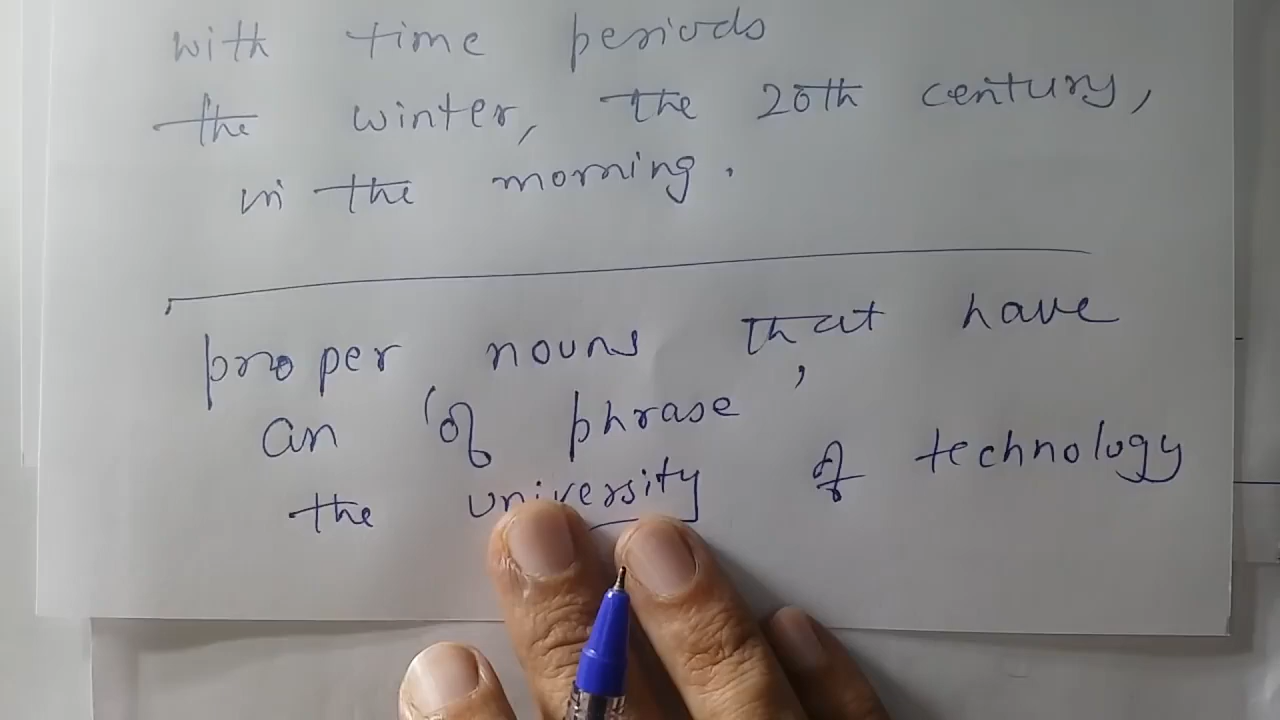 with time periods
the winter, the 20th century,
in the morning.
proper nouns that have
an 'of phrase '
the university of technology